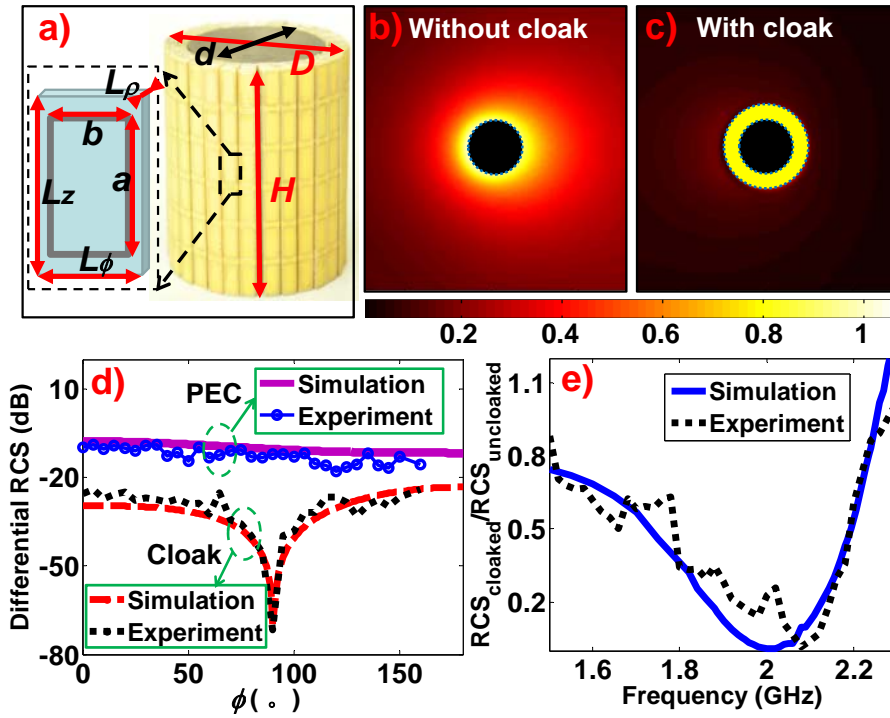 a)
d
D
Lρ
b
a
Lz
H
Lϕ
b) Without cloak
c) With cloak
0.2 0.4 0.6 0.8 1
d)
Differential RCS (dB)
10
-20
-50
-80
PEC
Simulation
Experiment
Cloak
Simulation
Experiment
0 50 100 150
ϕ( 。)
e)
RCScloaked/RCSuncloaked
1.1
0.8
0.5
0.2
Simulation
Experiment
1.6 1.8 2 2.2
Frequency (GHz)